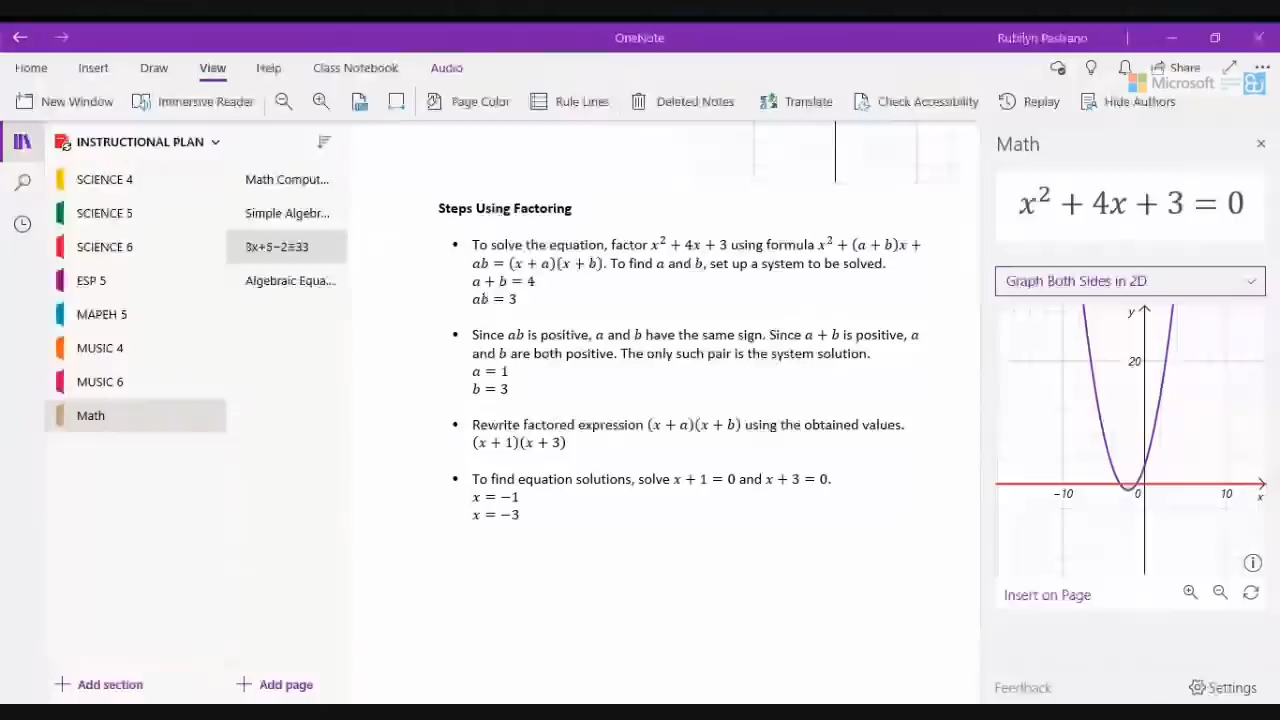 OneNote
Rubilyn Pastrano
Home Insert Draw View Help Class Notebook Audio
Share
Microsoft
New Window Immersive Reader Page Color Rule Lines Deleted Notes Translate Check Accessibility Replay Hide Authors
INSTRUCTIONAL PLAN
SCIENCE 4
SCIENCE 5
SCIENCE 6
ESP 5
MAPEH 5
MUSIC 4
MUSIC 6
Math
Add section
Math Comput...
Simple Algebr...
3x+5-2=33
Algebraic Equa...
Add page
Steps Using Factoring
• To solve the equation, factor x² + 4x + 3 using formula x² + (a + b)x +
ab = (x + a)(x + b). To find a and b, set up a system to be solved.
a + b = 4
ab = 3
• Since ab is positive, a and b have the same sign. Since a + b is positive, a
and b are both positive. The only such pair is the system solution.
a = 1
b = 3
• Rewrite factored expression (x + a)(x + b) using the obtained values.
(x + 1)(x + 3)
• To find equation solutions, solve x + 1 = 0 and x + 3 = 0.
x = −1
x = −3
Math
x² + 4x + 3 = 0
Graph Both Sides in 2D
y
20
−10 0 10 x
Insert on Page
Feedback
Settings